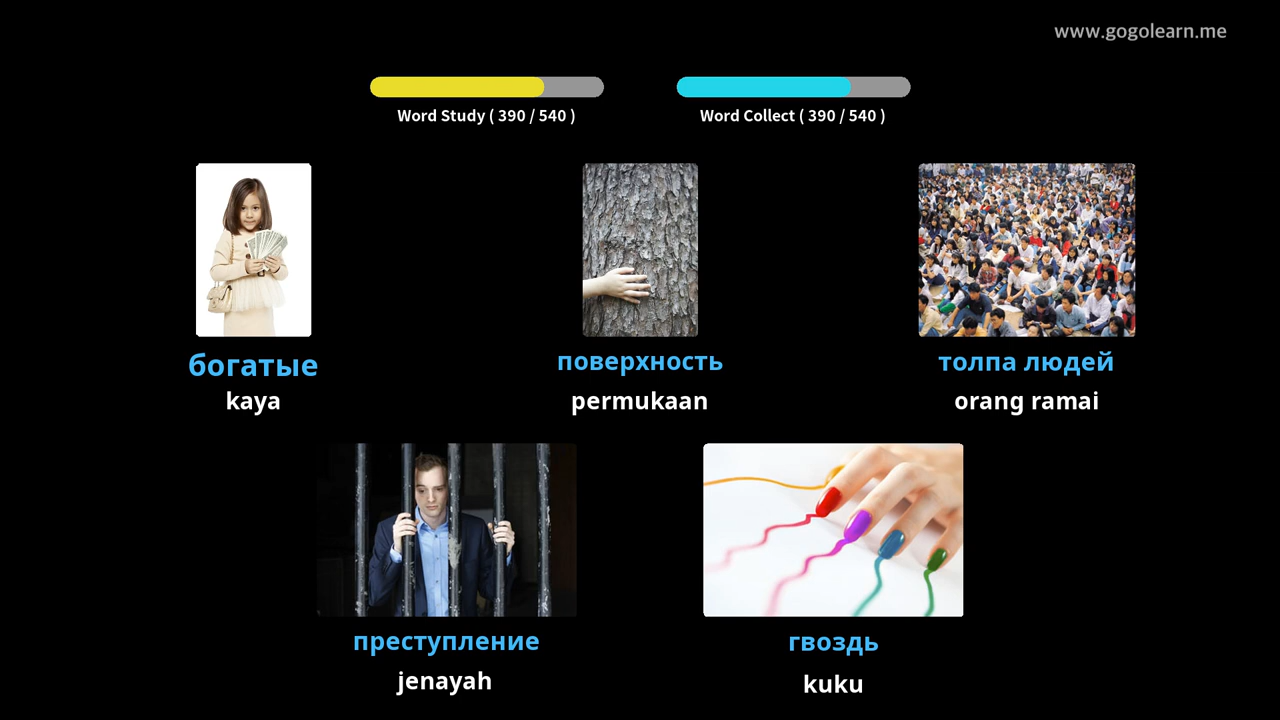 www.gogolearn.me
Word Study ( 390 / 540 )
Word Collect ( 390 / 540 )
богатые
kaya
поверхность
permukaan
толпа людей
orang ramai
преступление
jenayah
гвоздь
kuku